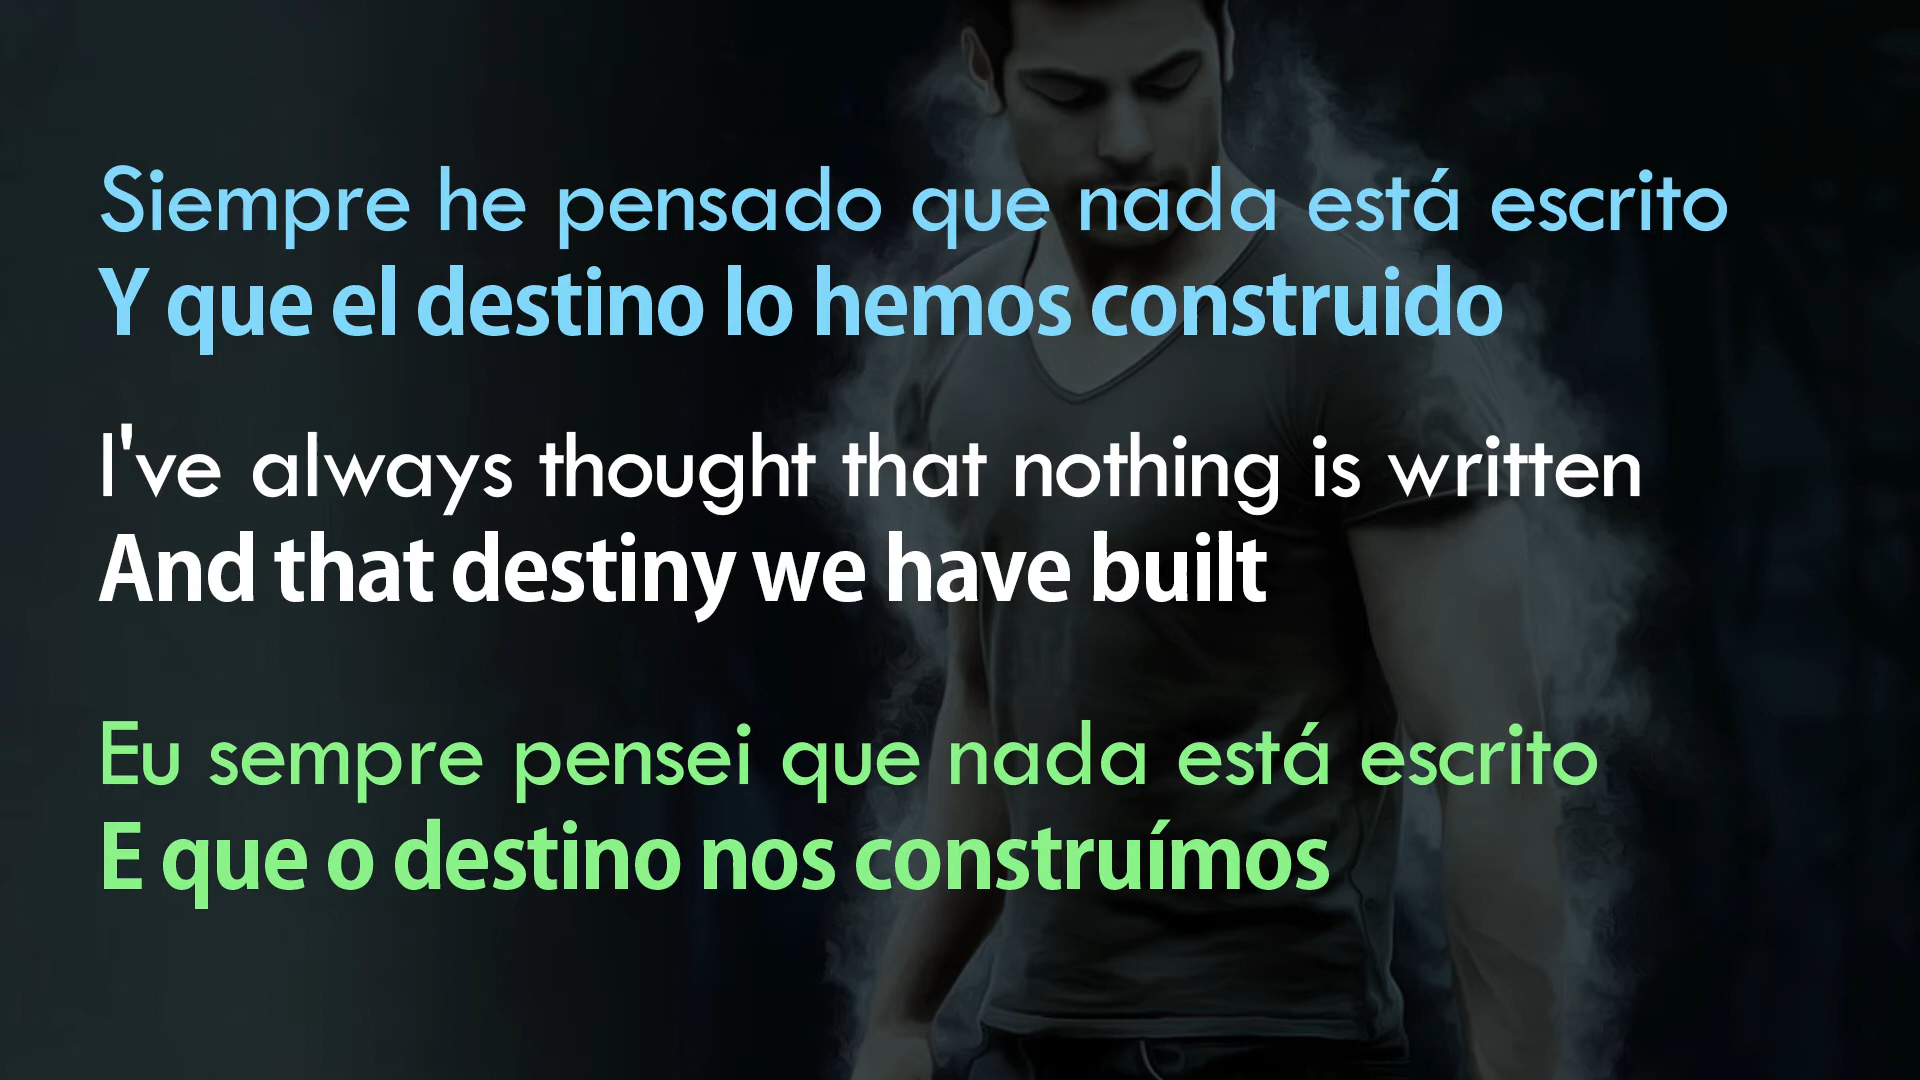 Siempre he pensado que nada está escrito
Y que el destino lo hemos construido
I've always thought that nothing is written
And that destiny we have built
Eu sempre pensei que nada está escrito
E que o destino nos construímos